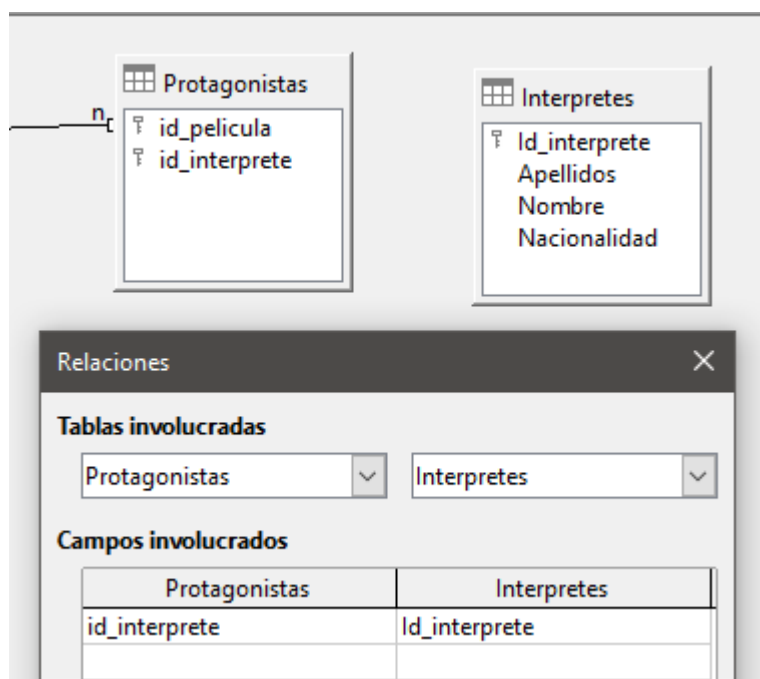 Protagonistas
n
id_pelicula
id_interprete
Interpretes
Id_interprete
Apellidos
Nombre
Nacionalidad
Relaciones
Tablas involucradas
Protagonistas Interpretes
Campos involucrados
Protagonistas Interpretes
id_interprete Id_interprete